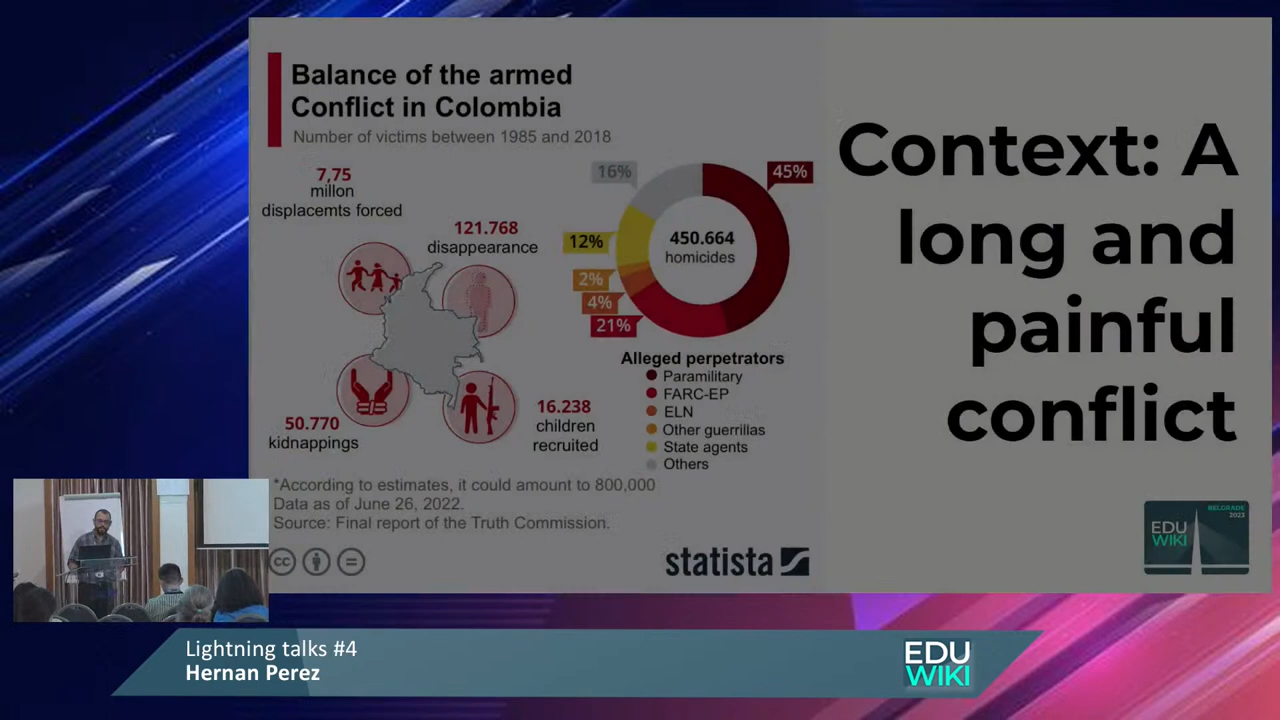 Balance of the armed
Conflict in Colombia
Number of victims between 1985 and 2018
7,75
millon
displacemts forced
121.768
disappearance
50.770
kidnappings
16.238
children
recruited
16%
45%
12%
2%
4%
21%
450.664
homicides
Alleged perpetrators
Paramilitary
FARC-EP
ELN
Other guerrillas
State agents
Others
*According to estimates, it could amount to 800,000
Data as of June 26, 2022.
Source: Final report of the Truth Commission.
cc
statista
Context: A
long and
painful
conflict
BELGRADE
2023
EDU
WIKI
Lightning talks #4
Hernan Perez
EDU
WIKI